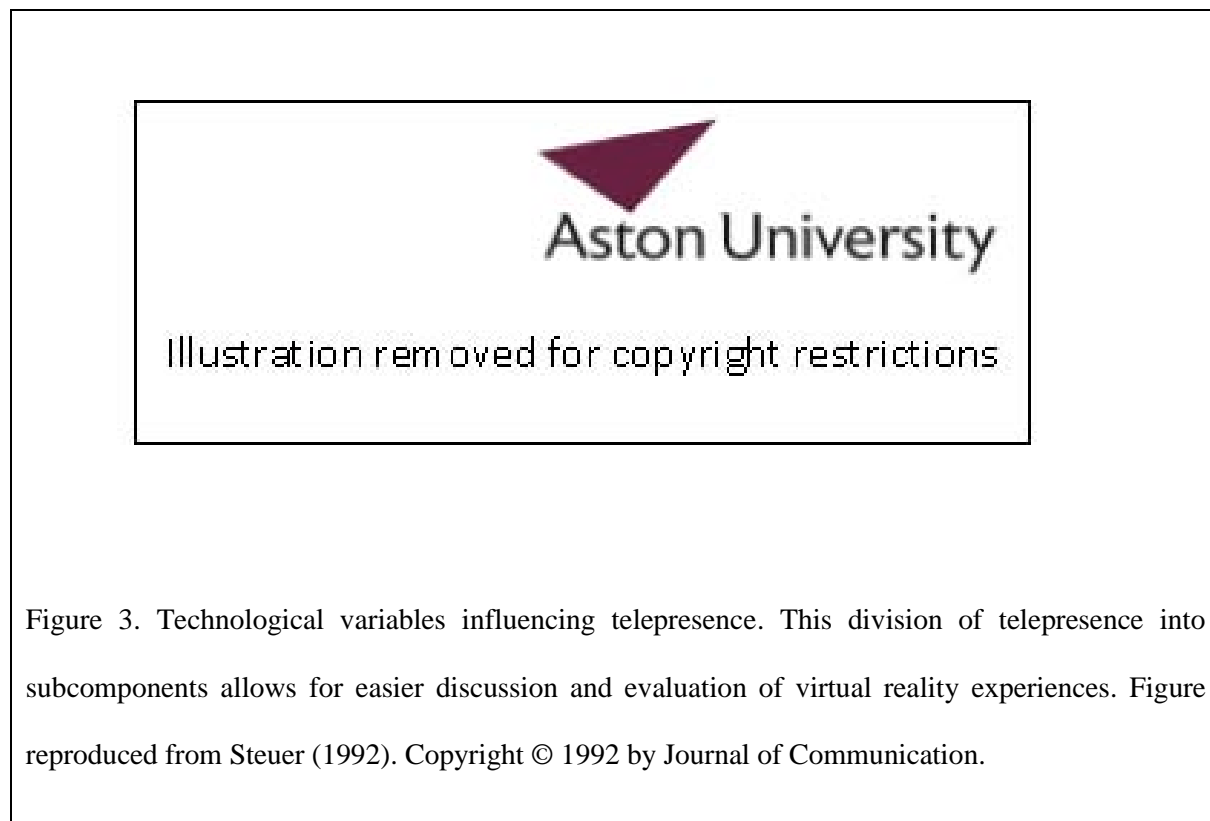 Aston University
Illustration removed for copyright restrictions
Figure 3. Technological variables influencing telepresence. This division of telepresence into
subcomponents allows for easier discussion and evaluation of virtual reality experiences. Figure
reproduced from Steuer (1992). Copyright © 1992 by Journal of Communication.